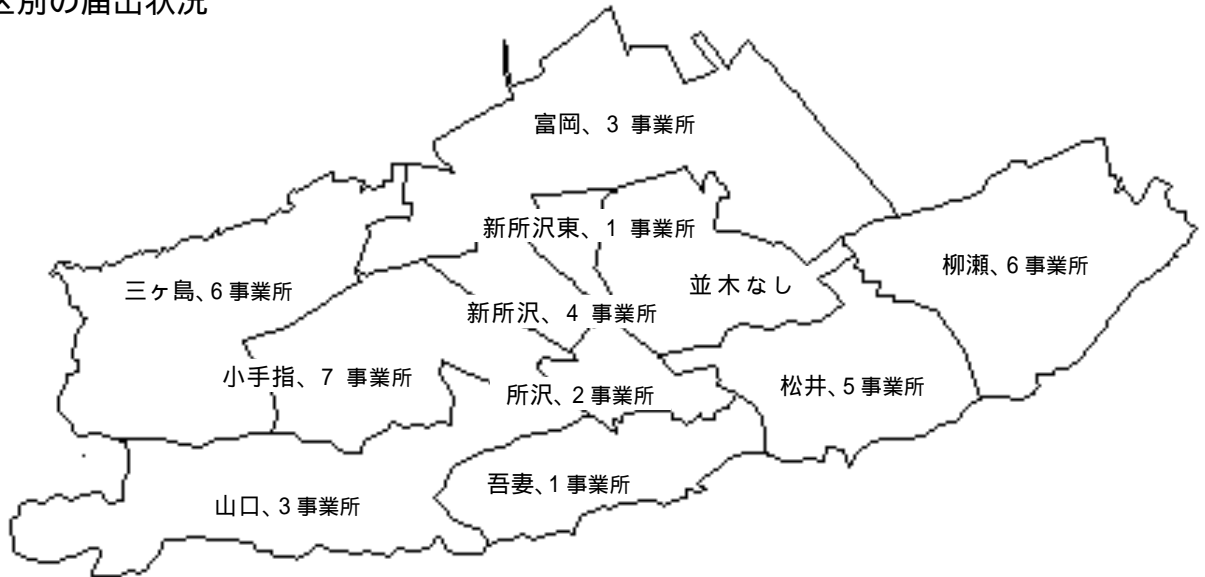 区別の届出状況
富岡、3 事業所
新所沢東、1 事業所
柳瀬、6 事業所
三ヶ島、6 事業所
並木なし
新所沢、4 事業所
小手指、7 事業所
所沢、2 事業所
松井、5 事業所
吾妻、1 事業所
山口、3 事業所